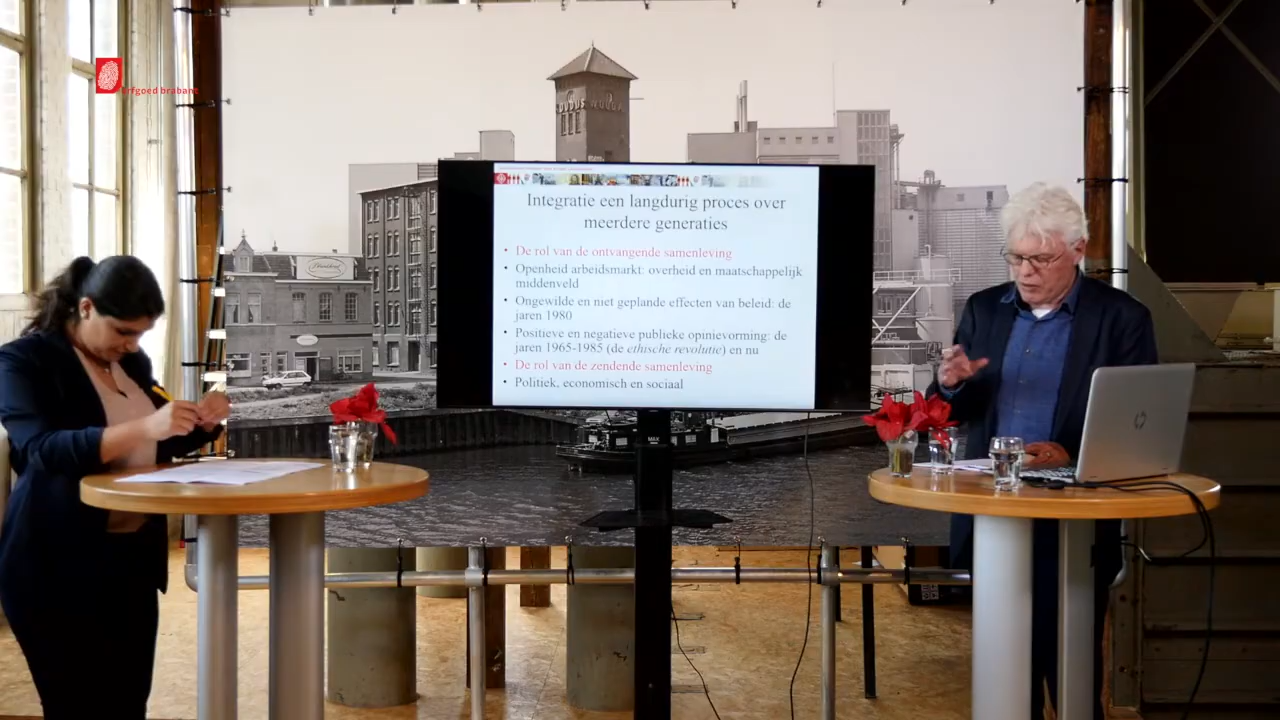 erfgoed brabant
Integratie een langdurig proces over
meerdere generaties
• De rol van de ontvangende samenleving
• Openheid arbeidsmarkt: overheid en maatschappelijk
middenveld
• Ongewilde en niet geplande effecten van beleid: de
jaren 1980
• Positieve en negatieve publieke opinievorming: de
jaren 1965-1985 (de ethische revolutie) en nu
• De rol van de zendende samenleving
• Politiek, economisch en sociaal
MAX
hp